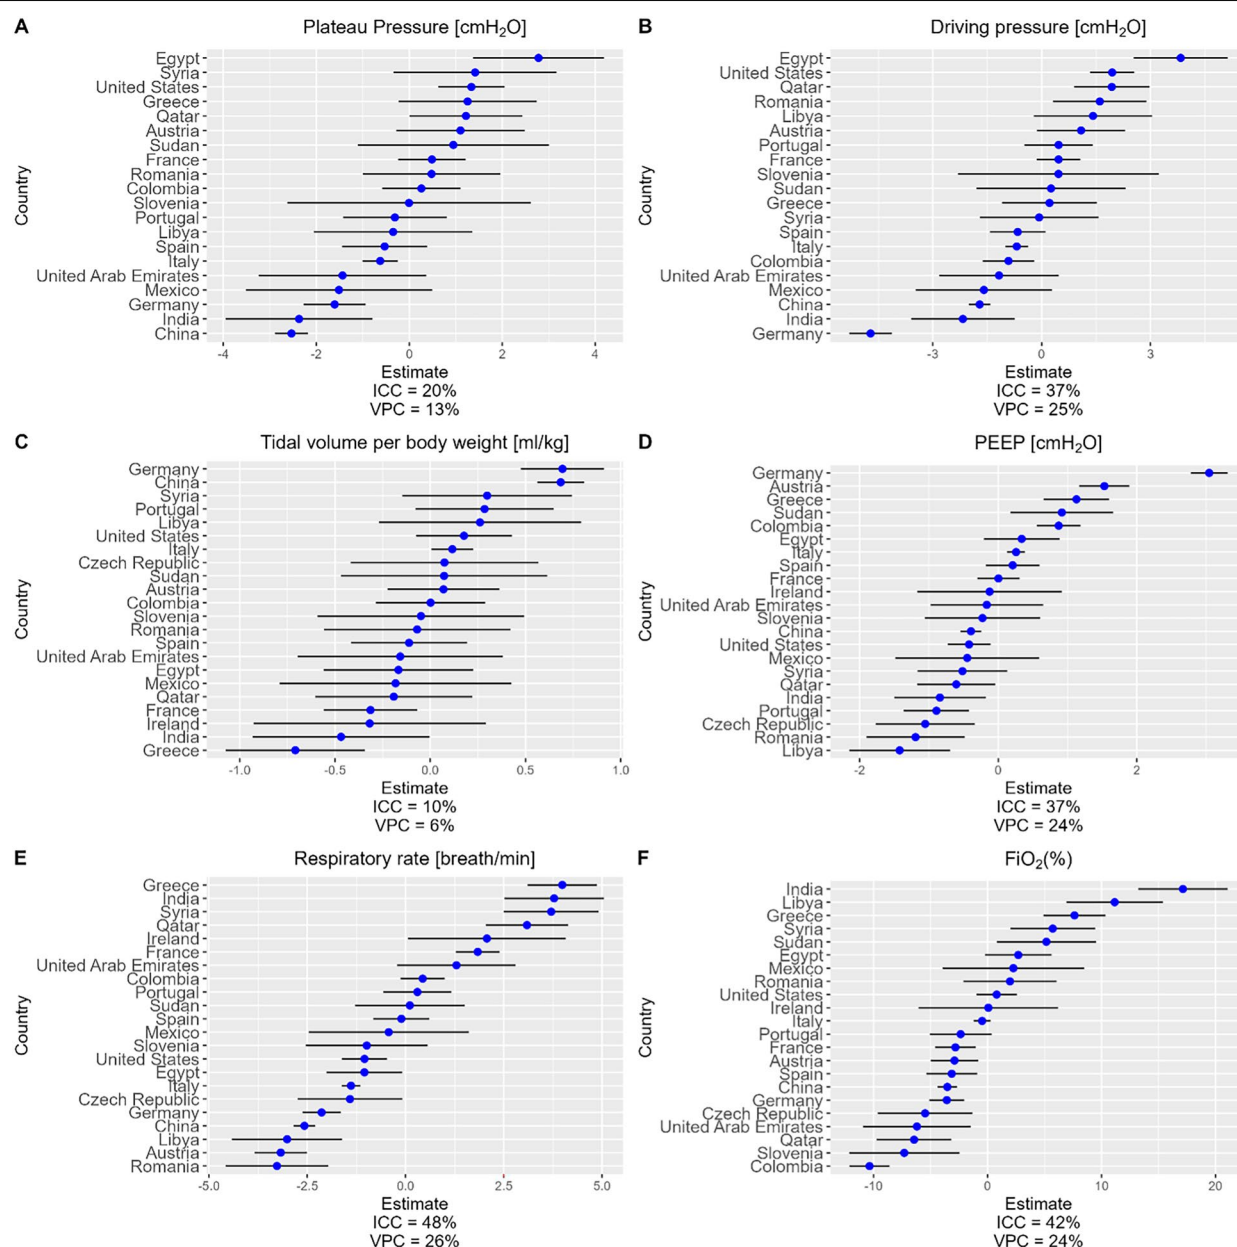 A
Plateau Pressure [cmH₂O]
Country
Egypt
Syria
United States
Greece
Qatar
Austria
Sudan
France
Romania
Colombia
Slovenia
Portugal
Libya
Spain
Italy
United Arab Emirates
Mexico
Germany
India
China
-4 -2 0 2 4
Estimate
ICC = 20%
VPC = 13%
B
Driving pressure [cmH₂O]
Country
Egypt
United States
Qatar
Romania
Libya
Austria
Portugal
France
Slovenia
Sudan
Greece
Syria
Spain
Italy
Colombia
United Arab Emirates
Mexico
China
India
Germany
-3 0 3
Estimate
ICC = 37%
VPC = 25%
C
Tidal volume per body weight [ml/kg]
Country
Germany
China
Syria
Portugal
Libya
United States
Italy
Czech Republic
Sudan
Austria
Colombia
Slovenia
Romania
Spain
United Arab Emirates
Egypt
Mexico
Qatar
France
Ireland
India
Greece
-1.0 -0.5 0.0 0.5 1.0
Estimate
ICC = 10%
VPC = 6%
D
PEEP [cmH₂O]
Country
Germany
Austria
Greece
Sudan
Colombia
Egypt
Italy
Spain
France
Ireland
United Arab Emirates
Slovenia
China
United States
Mexico
Syria
Qatar
India
Portugal
Czech Republic
Romania
Libya
-2 0 2
Estimate
ICC = 37%
VPC = 24%
E
Respiratory rate [breath/min]
Country
Greece
India
Syria
Qatar
Ireland
France
United Arab Emirates
Colombia
Portugal
Sudan
Spain
Mexico
Slovenia
United States
Egypt
Italy
Czech Republic
Germany
China
Libya
Austria
Romania
-5.0 -2.5 0.0 2.5 5.0
Estimate
ICC = 48%
VPC = 26%
F
FiO₂(%)
Country
India
Libya
Greece
Syria
Sudan
Egypt
Mexico
Romania
United States
Ireland
Italy
Portugal
France
Austria
Spain
China
Germany
Czech Republic
United Arab Emirates
Qatar
Slovenia
Colombia
-10 0 10 20
Estimate
ICC = 42%
VPC = 24%